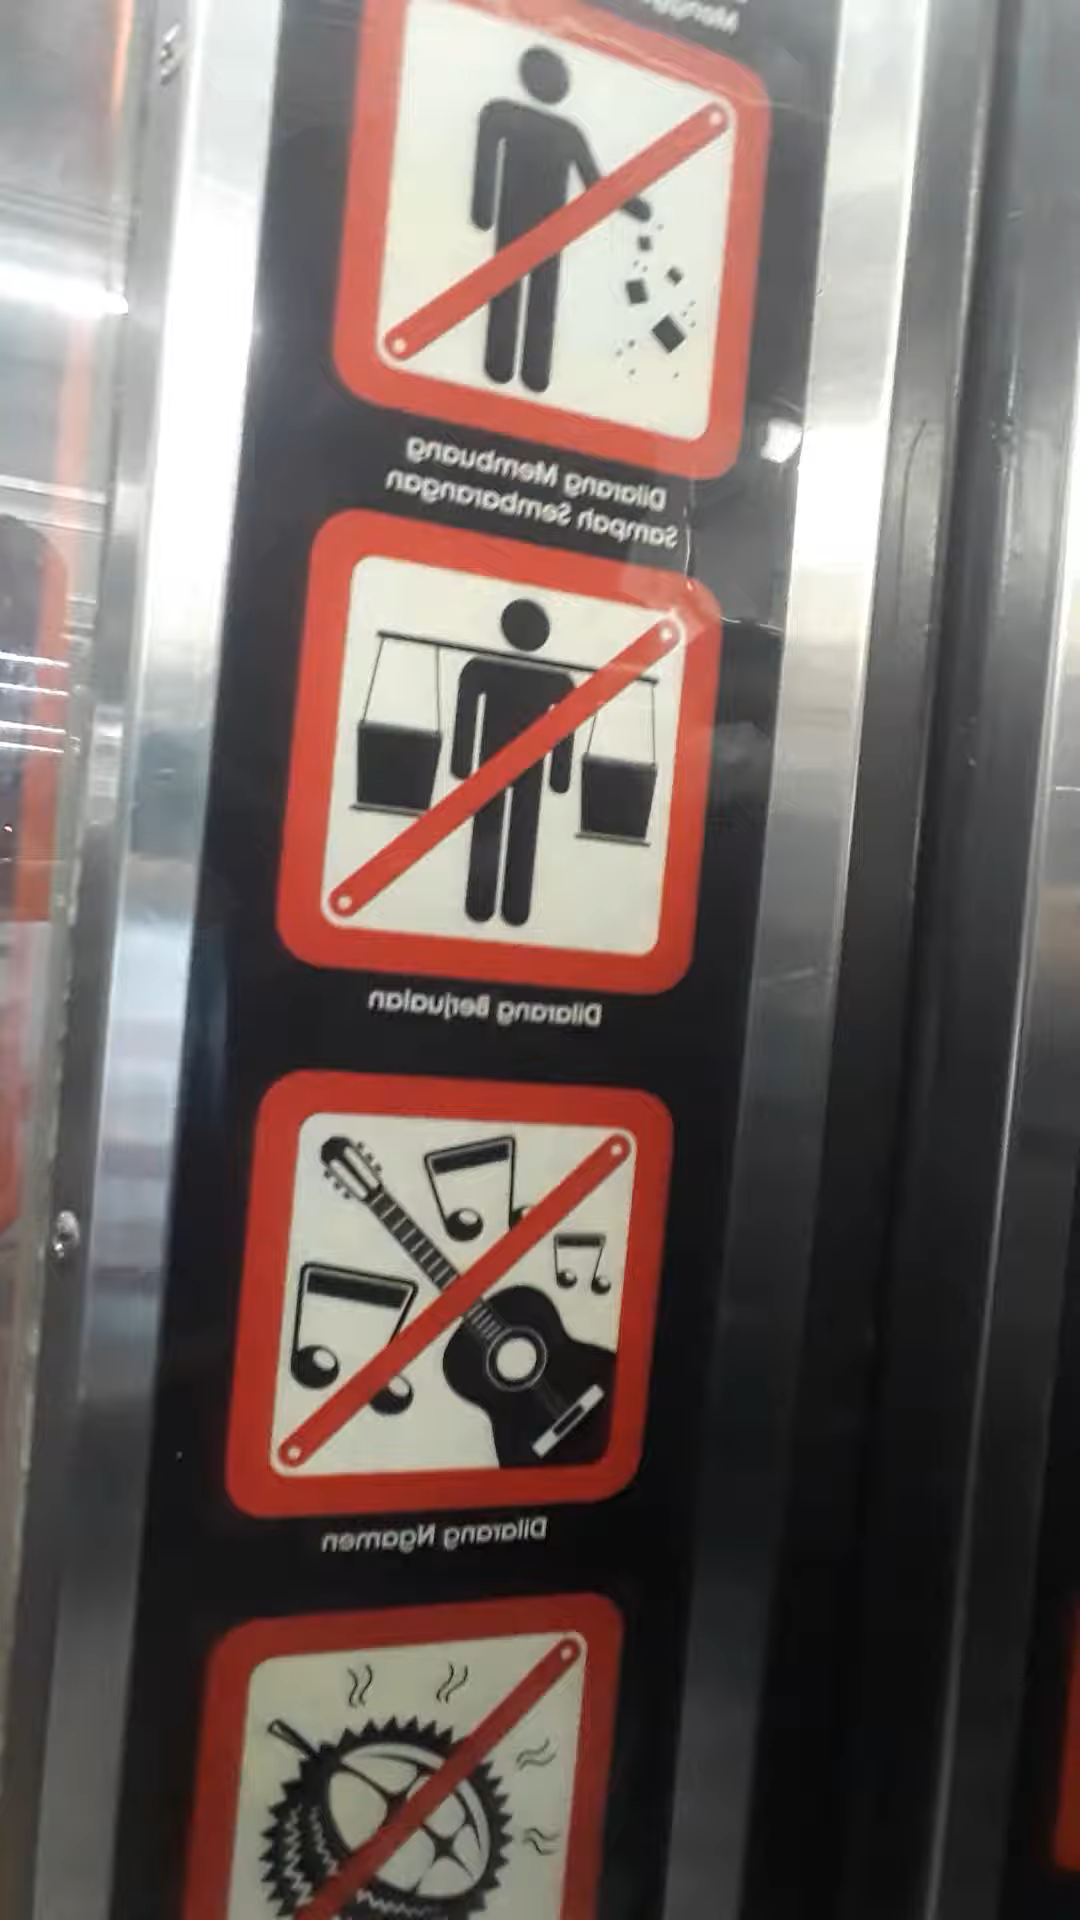 Dilarang Membuang
Sampah Sembarangan
Dilarang Berjualan
Dilarang Ngamen